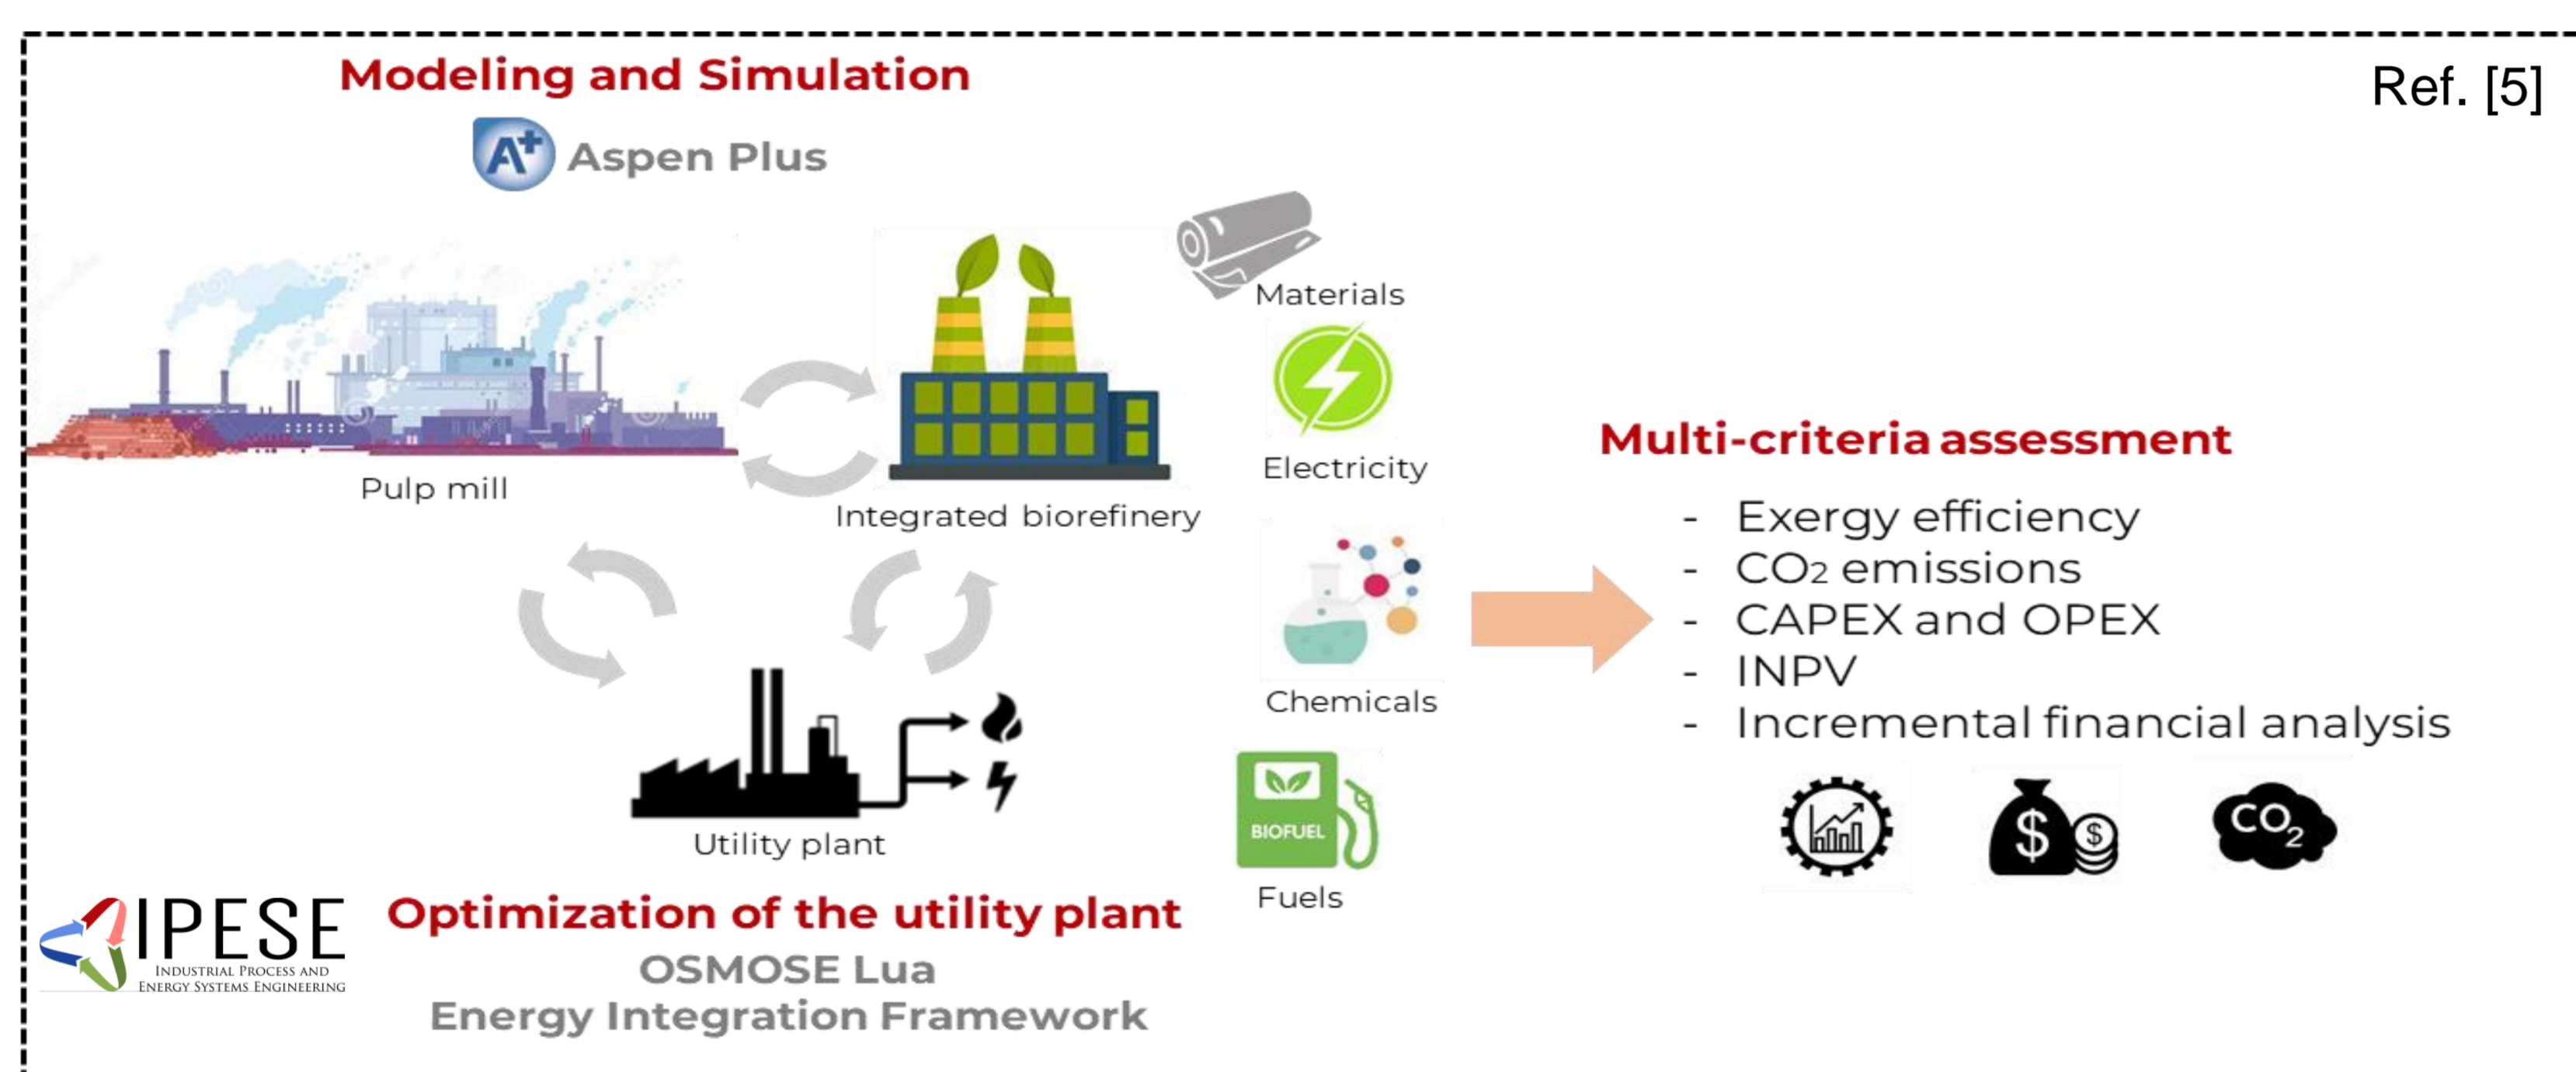 Modeling and Simulation
Ref. [5]
A+ Aspen Plus
Materials
Electricity
Pulp mill
Integrated biorefinery
Multi-criteria assessment
- Exergy efficiency
- CO2 emissions
- CAPEX and OPEX
- INPV
- Incremental financial analysis
Chemicals
$ $
CO2
BIOFUEL
Utility plant
Fuels
IPESE
INDUSTRIAL PROCESS AND
ENERGY SYSTEMS ENGINEERING
Optimization of the utility plant
OSMOSE Lua
Energy Integration Framework